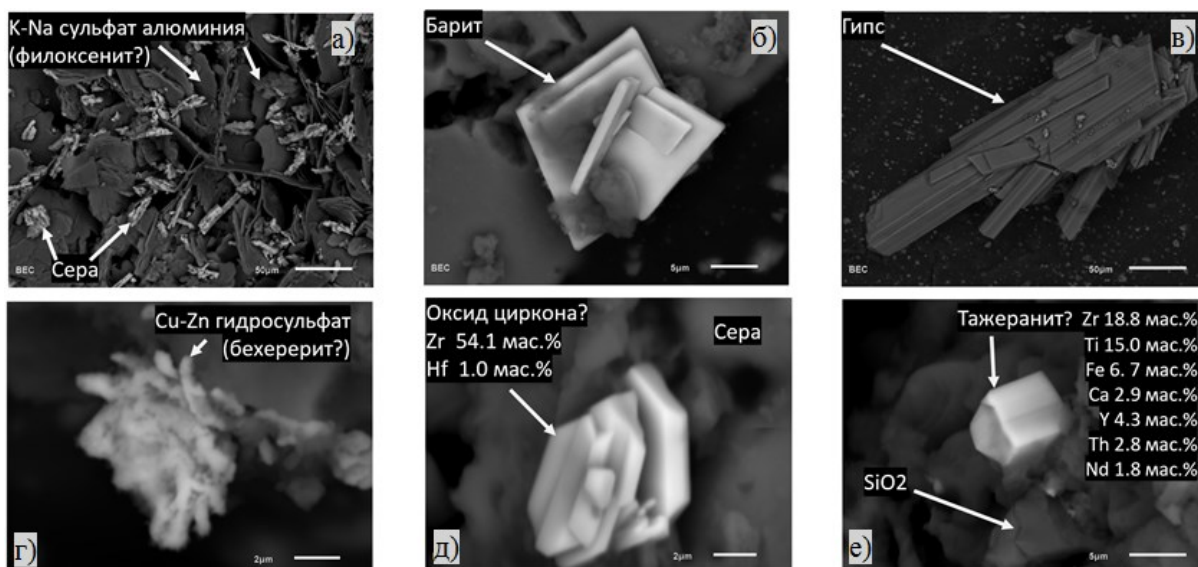 K-Na сульфат алюминия
(филоксенит?)
а)
Сера
BEC
50μm
Барит
б)
BEC
5μm
Гипс
в)
BEC
50μm
Cu-Zn гидросульфат
(бехерерит?)
г)
2μm
Оксид циркона?
Zr 54.1 мас.%
Hf 1.0 мас.%
Сера
д)
2μm
Тажеранит? Zr 18.8 мас.%
Ti 15.0 мас.%
Fe 6. 7 мас.%
Ca 2.9 мас.%
Y 4.3 мас.%
Th 2.8 мас.%
Nd 1.8 мас.%
SiO2
е)
5μm